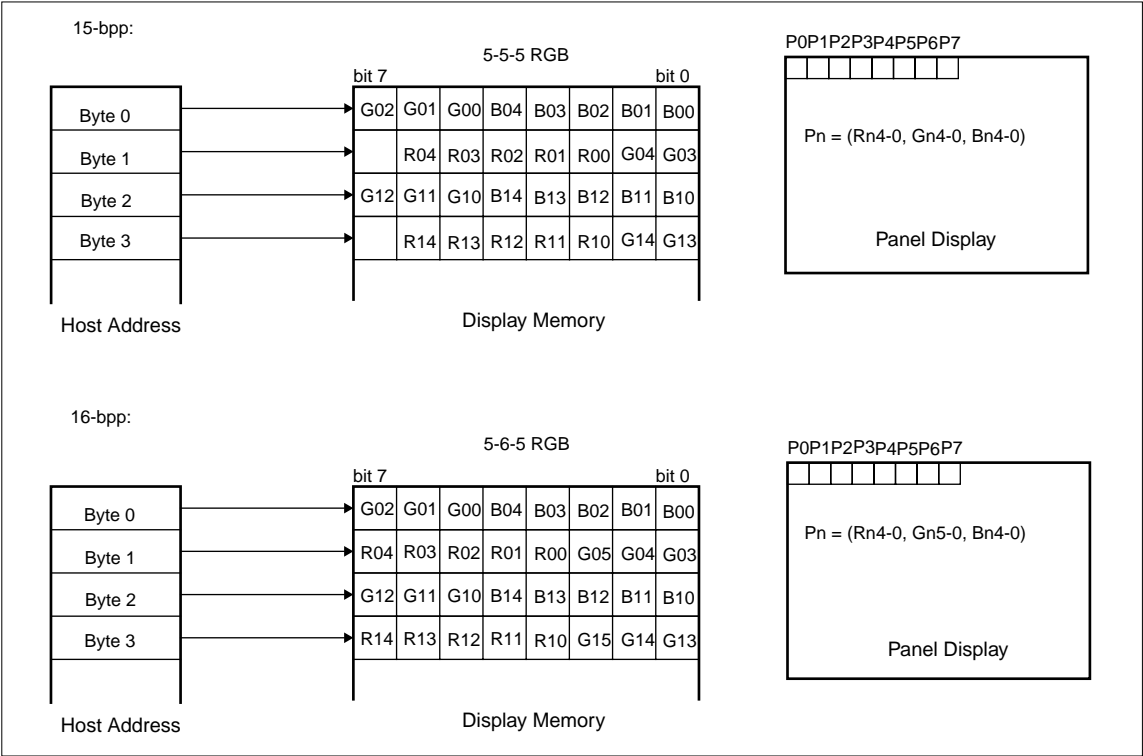 15-bpp:
5-5-5 RGB
bit 7 bit 0
Byte 0 G02 G01 G00 B04 B03 B02 B01 B00
Byte 1 R04 R03 R02 R01 R00 G04 G03
Byte 2 G12 G11 G10 B14 B13 B12 B11 B10
Byte 3 R14 R13 R12 R11 R10 G14 G13
Host Address
Display Memory
P0P1P2P3P4P5P6P7
Pn = (Rn4-0, Gn4-0, Bn4-0)
Panel Display
16-bpp:
5-6-5 RGB
bit 7 bit 0
Byte 0 G02 G01 G00 B04 B03 B02 B01 B00
Byte 1 R04 R03 R02 R01 R00 G05 G04 G03
Byte 2 G12 G11 G10 B14 B13 B12 B11 B10
Byte 3 R14 R13 R12 R11 R10 G15 G14 G13
Host Address
Display Memory
P0P1P2P3P4P5P6P7
Pn = (Rn4-0, Gn5-0, Bn4-0)
Panel Display